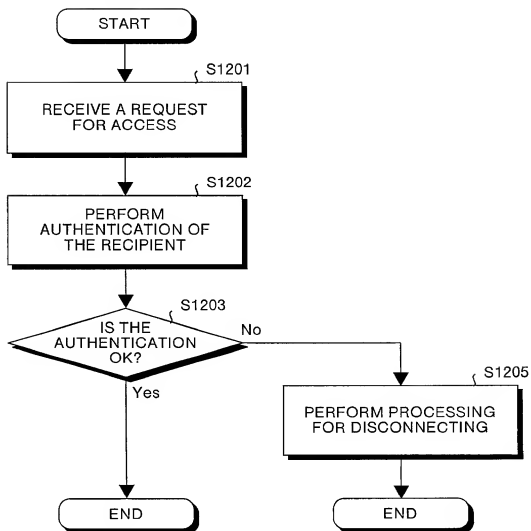 START
S1201
RECEIVE A REQUEST
FOR ACCESS
S1202
PERFORM
AUTHENTICATION OF
THE RECIPIENT
S1203
IS THE
AUTHENTICATION
OK?
No
Yes
S1205
PERFORM PROCESSING
FOR DISCONNECTING
END
END